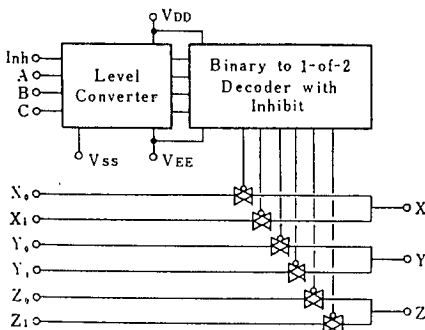 VDD
Inh
A
B
C
Level
Converter
Binary to 1-of-2
Decoder with
Inhibit
VSS
VEE
X₀
X₁
X
Y₀
Y₁
Y
Z₀
Z₁
Z